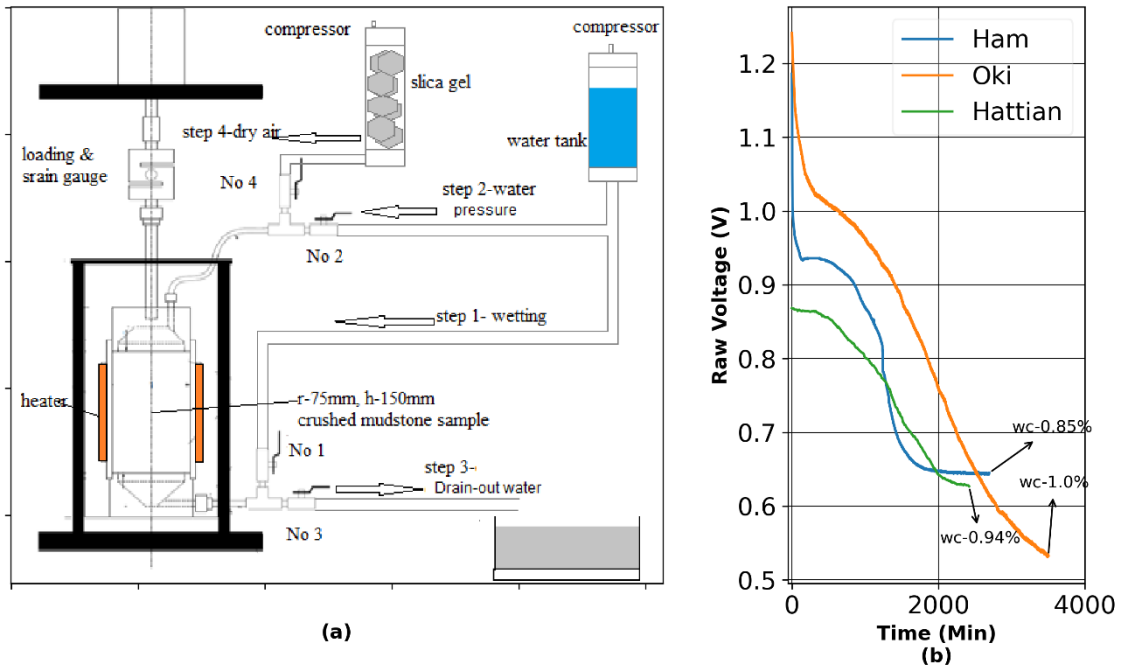 compressor
slica gel
compressor
step 4-dry air
water tank
loading &
srain gauge
No 4
step 2-water
pressure
No 2
step 1- wetting
heater
r-75mm, h-150mm
crushed mudstone sample
No 1
step 3-
Drain-out water
No 3
(a)
Ham
Oki
Hattian
1.2
1.1
1.0
0.9
0.8
0.7
0.6
0.5
Raw Voltage (V)
wc-0.85%
wc-1.0%
wc-0.94%
0
2000
4000
Time (Min)
(b)